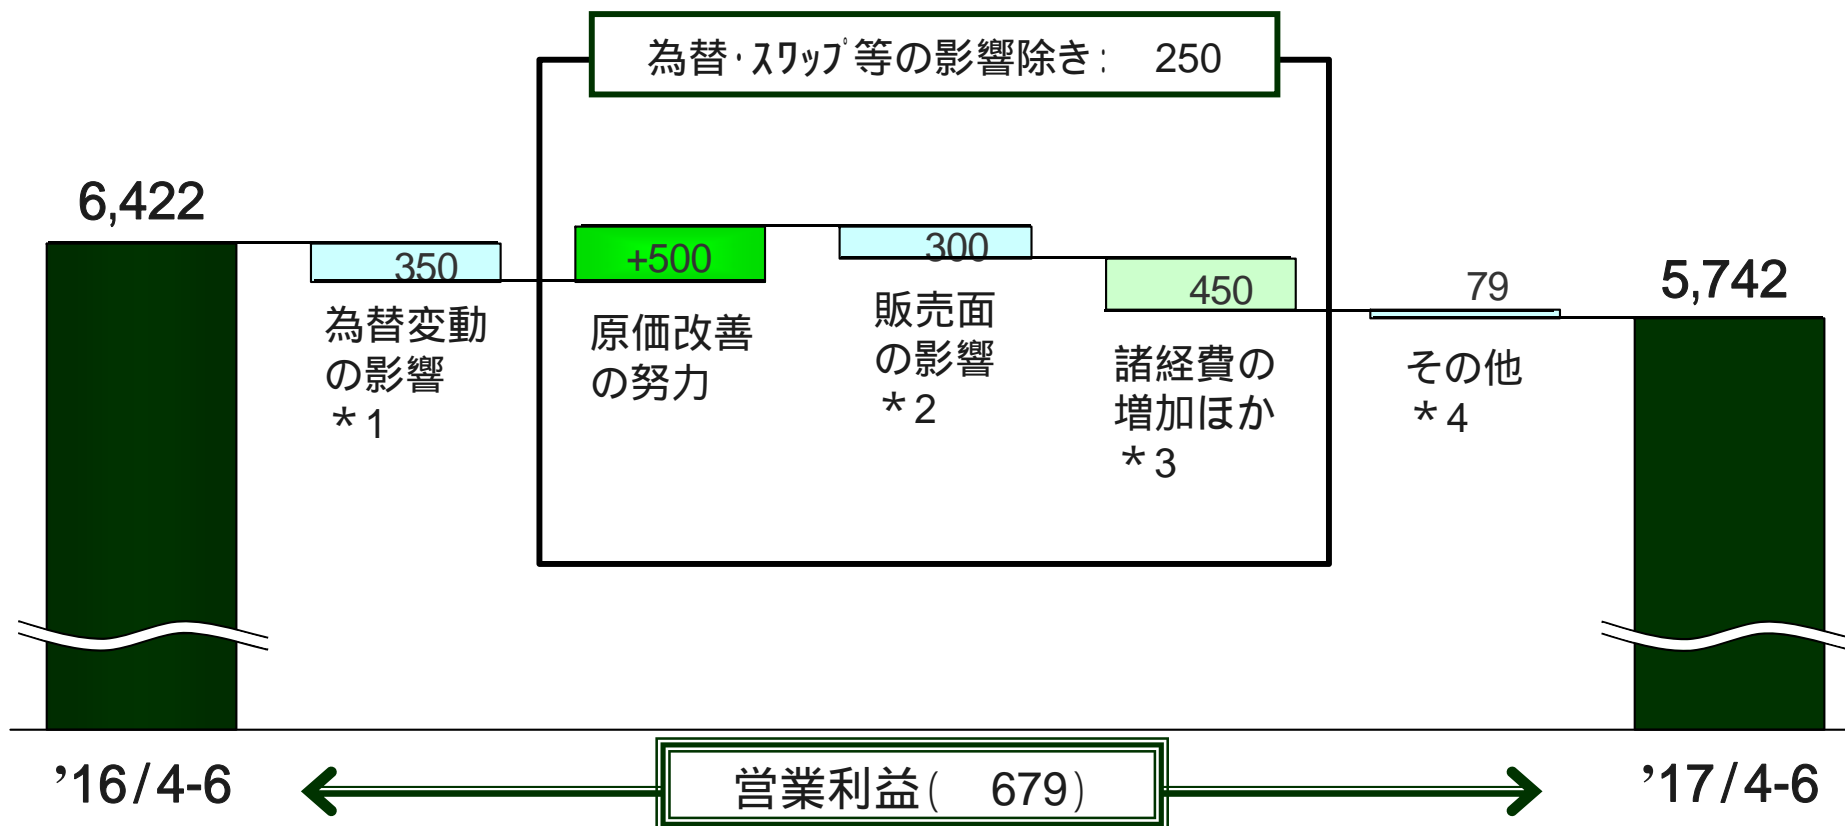 為替・スワップ等の影響除き: 250
6,422
350
為替変動
の影響
*1
+500
原価改善
の努力
300
販売面
の影響
*2
450
諸経費の
増加ほか
*3
79
その他
*4
5,742
’16/4-6
営業利益( 679)
’17/4-6